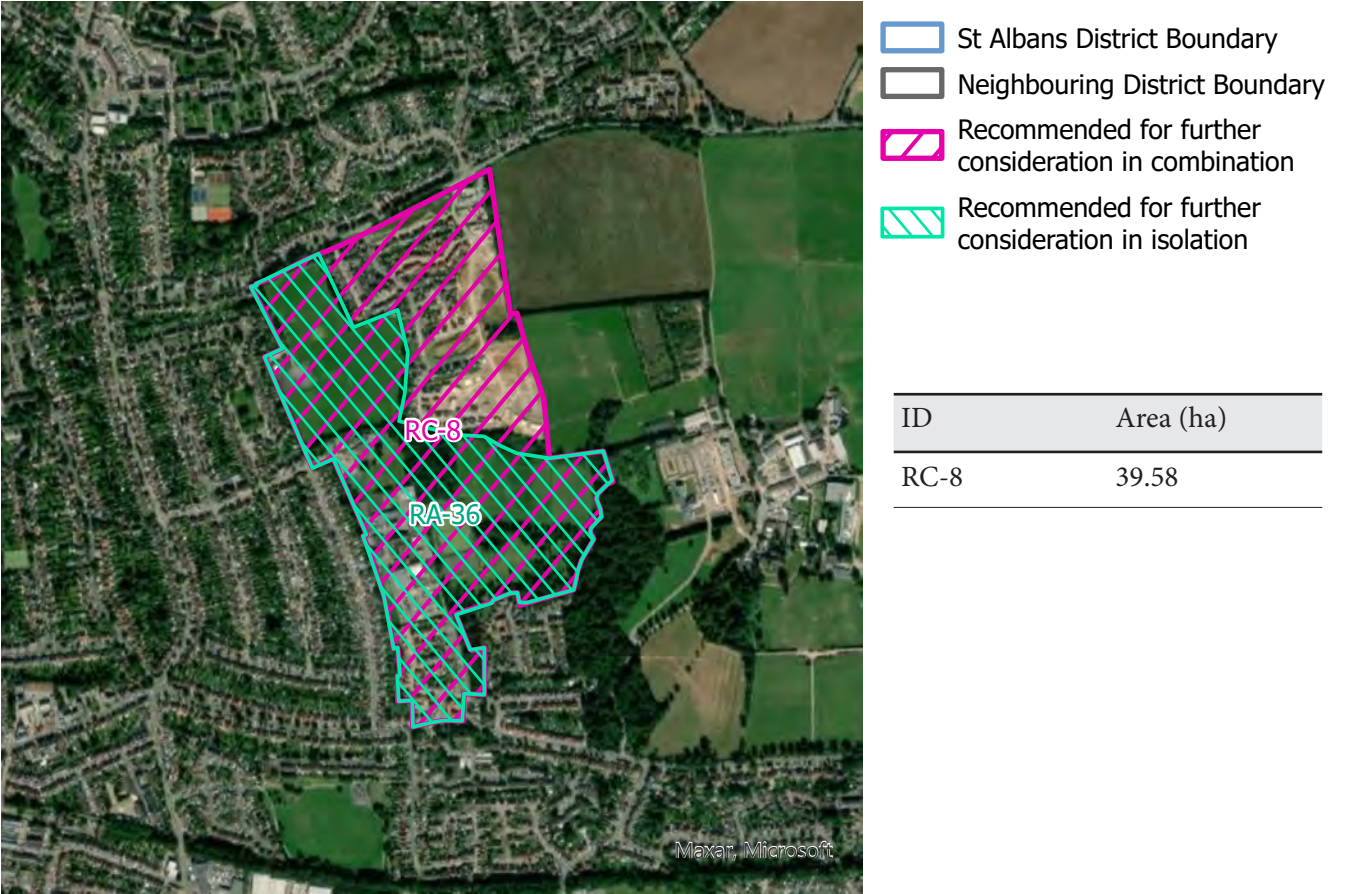 St Albans District Boundary
Neighbouring District Boundary
Recommended for further
consideration in combination
Recommended for further
consideration in isolation
RC-8
RA-36
ID Area (ha)
RC-8 39.58
Maxar, Microsoft